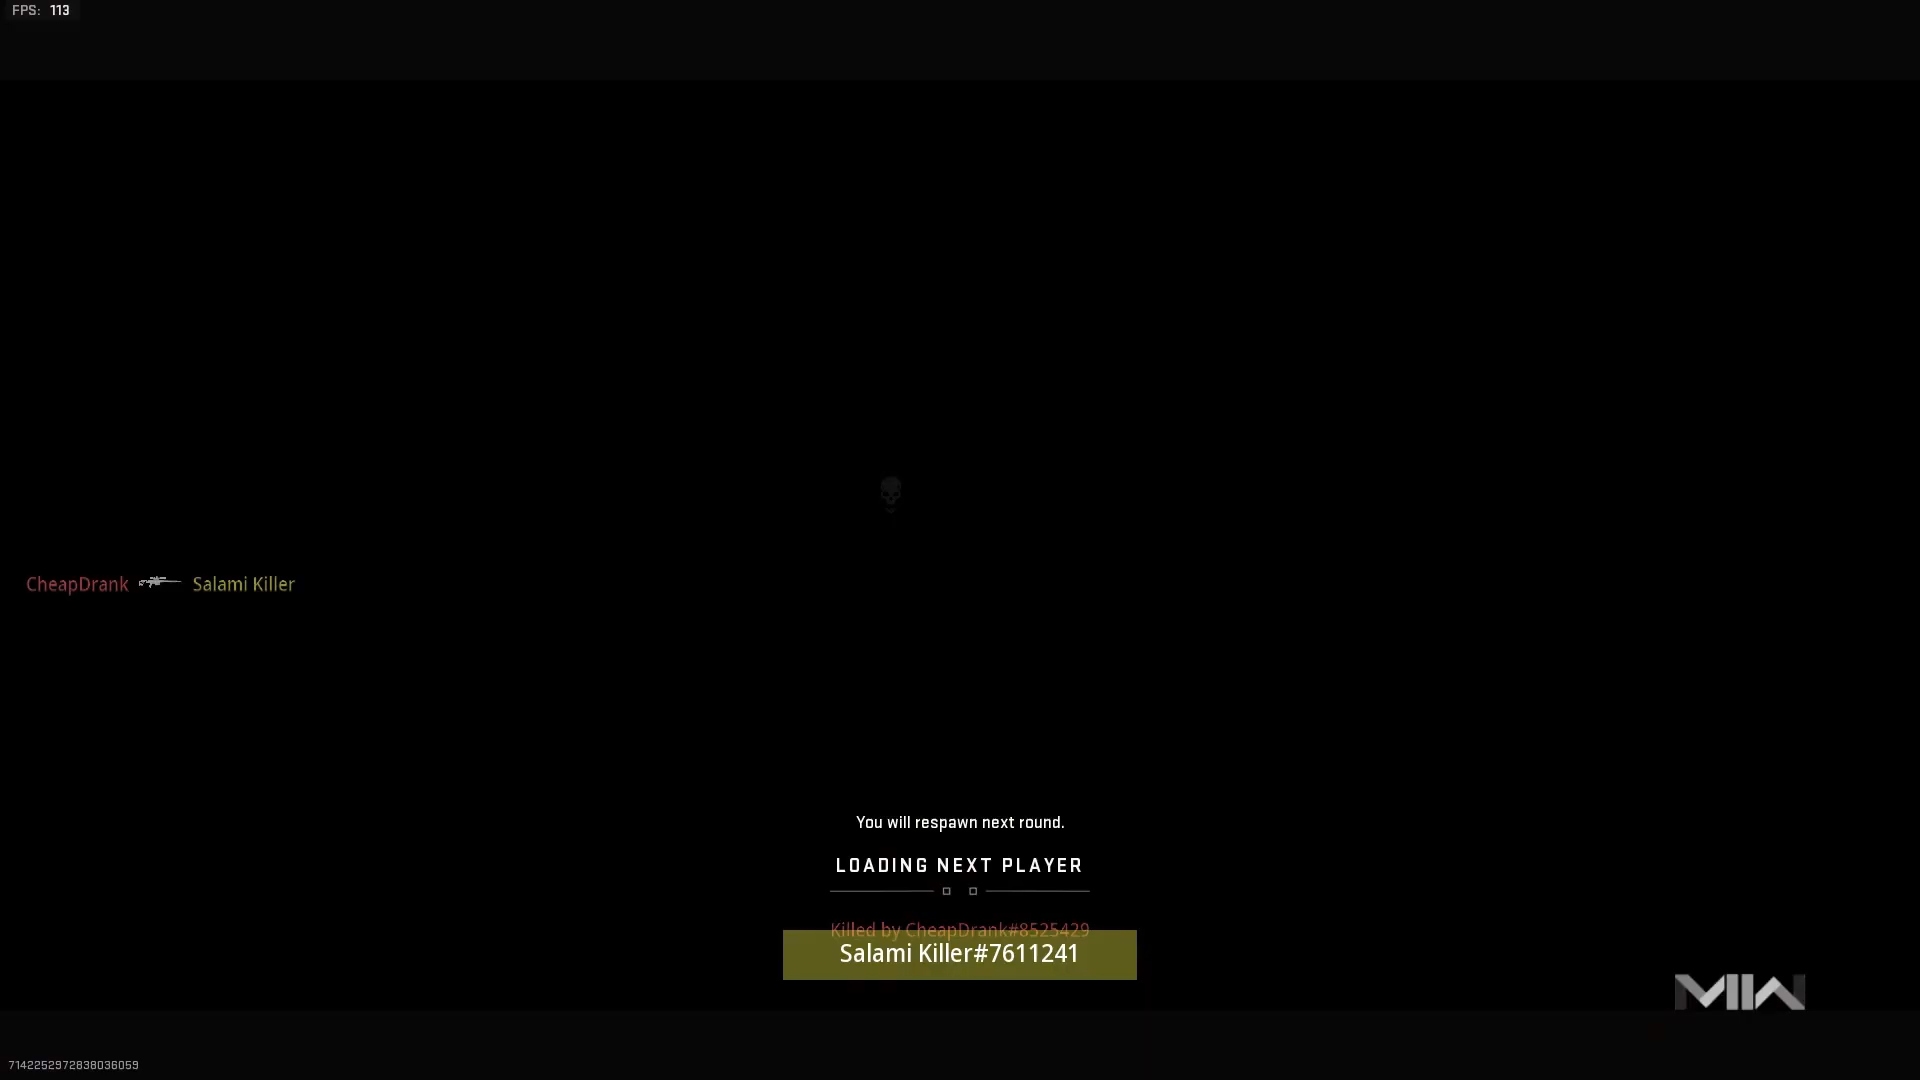 FPS: 113
CheapDrank Salami Killer
You will respawn next round.
LOADING NEXT PLAYER
Killed by CheapDrank#8525429
Salami Killer#7611241
MIW
7142252972838036059